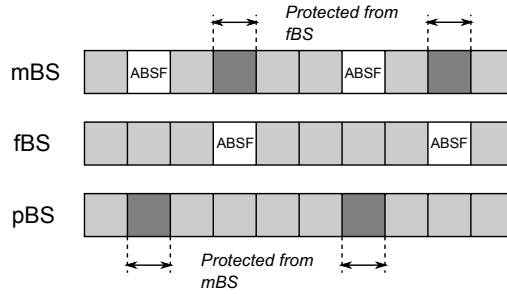 Protected from
fBS
mBS ABSF ABSF
fBS ABSF ABSF
pBS
Protected from
mBS